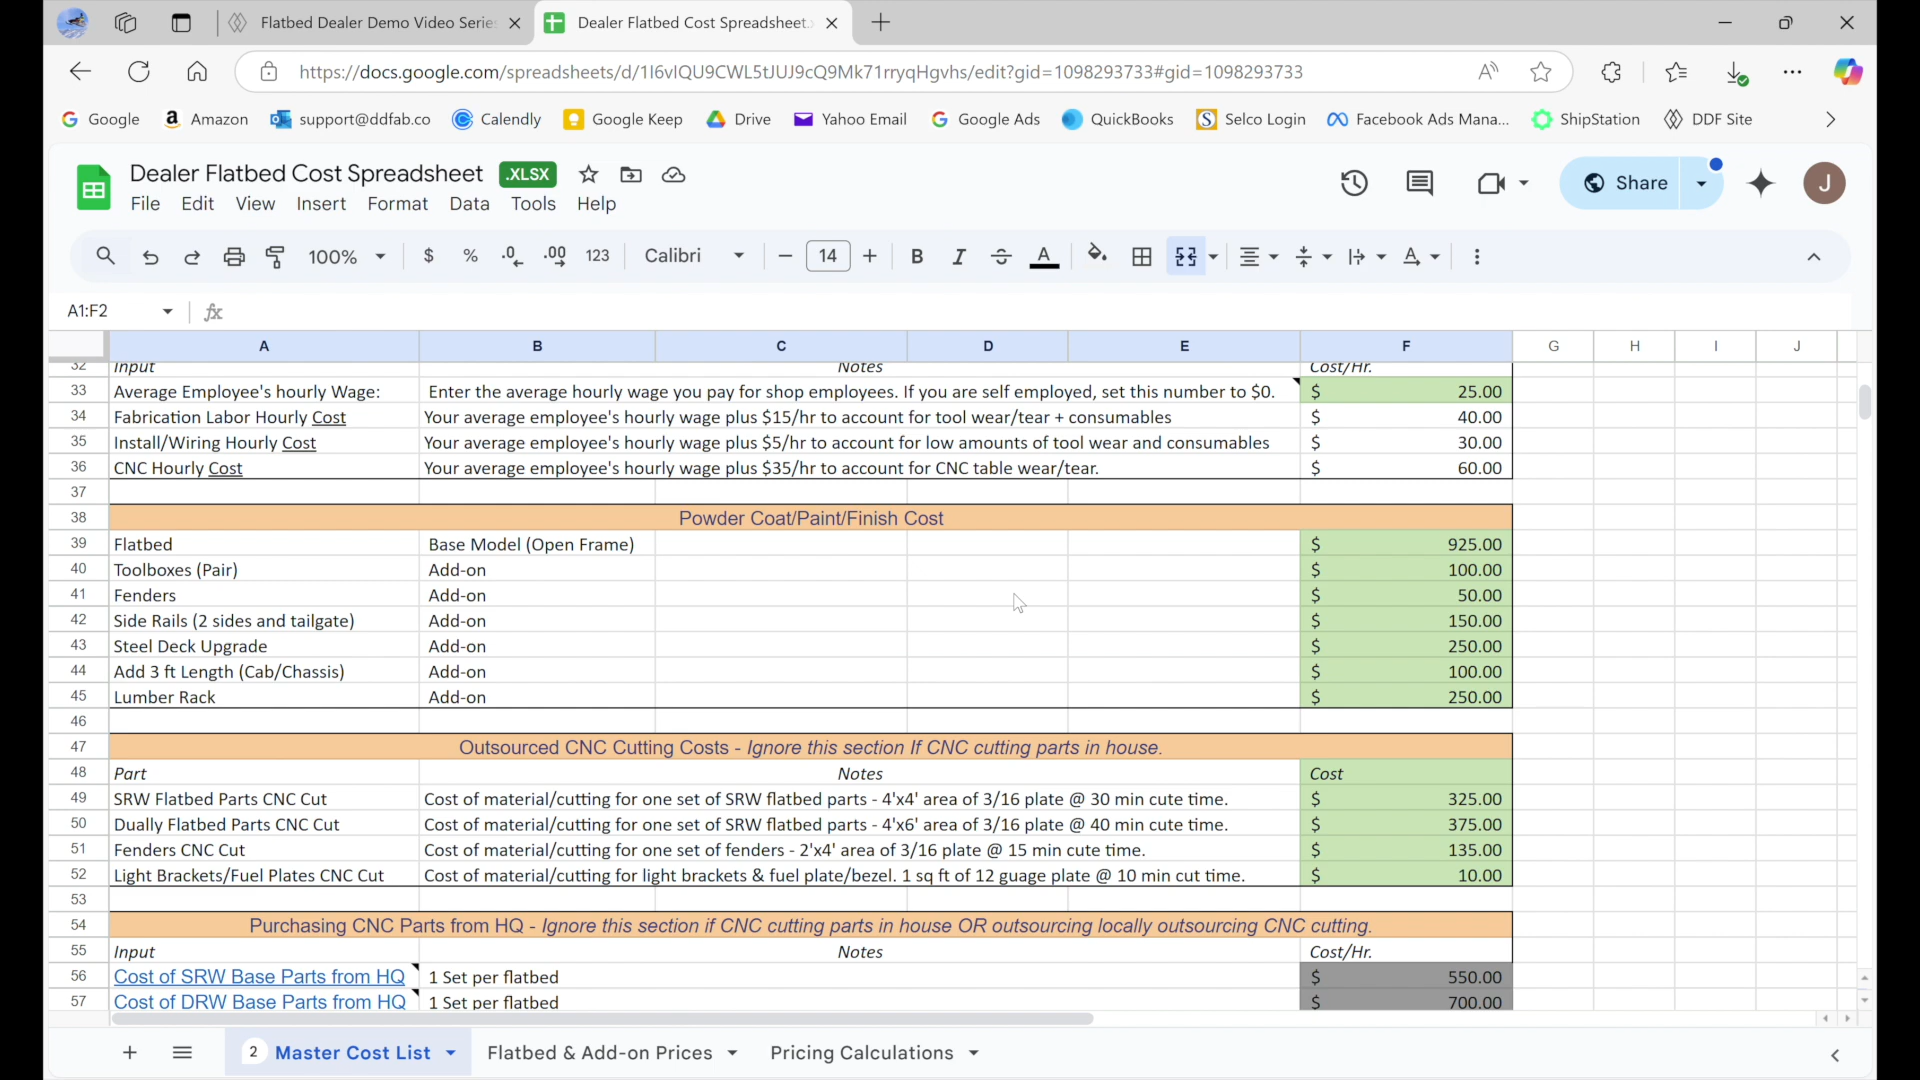 Flatbed Dealer Demo Video Series
Dealer Flatbed Cost Spreadsheet.x
https://docs.google.com/spreadsheets/d/1I6vIQU9CWL5tJUJ9cQ9Mk71rryqHgvhs/edit?gid=1098293733#gid=1098293733
Google Amazon support@ddfab.co Calendly Google Keep Drive Yahoo Email Google Ads QuickBooks Selco Login Facebook Ads Mana... ShipStation DDF Site
Dealer Flatbed Cost Spreadsheet .XLSX
File Edit View Insert Format Data Tools Help
Share
J
100% $ % .0 .00 123 Calibri 14 B I S A A
A1:F2 fx
A B C D E F G H I J
32 Input Notes Cost/Hr.
33 Average Employee's hourly Wage: Enter the average hourly wage you pay for shop employees. If you are self employed, set this number to $0. $ 25.00
34 Fabrication Labor Hourly Cost Your average employee's hourly wage plus $15/hr to account for tool wear/tear + consumables $ 40.00
35 Install/Wiring Hourly Cost Your average employee's hourly wage plus $5/hr to account for low amounts of tool wear and consumables $ 30.00
36 CNC Hourly Cost Your average employee's hourly wage plus $35/hr to account for CNC table wear/tear. $ 60.00
37
38 Powder Coat/Paint/Finish Cost
39 Flatbed Base Model (Open Frame) $ 925.00
40 Toolboxes (Pair) Add-on $ 100.00
41 Fenders Add-on $ 50.00
42 Side Rails (2 sides and tailgate) Add-on $ 150.00
43 Steel Deck Upgrade Add-on $ 250.00
44 Add 3 ft Length (Cab/Chassis) Add-on $ 100.00
45 Lumber Rack Add-on $ 250.00
46
47 Outsourced CNC Cutting Costs - Ignore this section If CNC cutting parts in house.
48 Part Notes Cost
49 SRW Flatbed Parts CNC Cut Cost of material/cutting for one set of SRW flatbed parts - 4'x4' area of 3/16 plate @ 30 min cute time. $ 325.00
50 Dually Flatbed Parts CNC Cut Cost of material/cutting for one set of SRW flatbed parts - 4'x6' area of 3/16 plate @ 40 min cute time. $ 375.00
51 Fenders CNC Cut Cost of material/cutting for one set of fenders - 2'x4' area of 3/16 plate @ 15 min cute time. $ 135.00
52 Light Brackets/Fuel Plates CNC Cut Cost of material/cutting for light brackets & fuel plate/bezel. 1 sq ft of 12 guage plate @ 10 min cut time. $ 10.00
53
54 Purchasing CNC Parts from HQ - Ignore this section if CNC cutting parts in house OR outsourcing locally outsourcing CNC cutting.
55 Input Notes Cost/Hr.
56 Cost of SRW Base Parts from HQ 1 Set per flatbed $ 550.00
57 Cost of DRW Base Parts from HQ 1 Set per flatbed $ 700.00
2 Master Cost List Flatbed & Add-on Prices Pricing Calculations